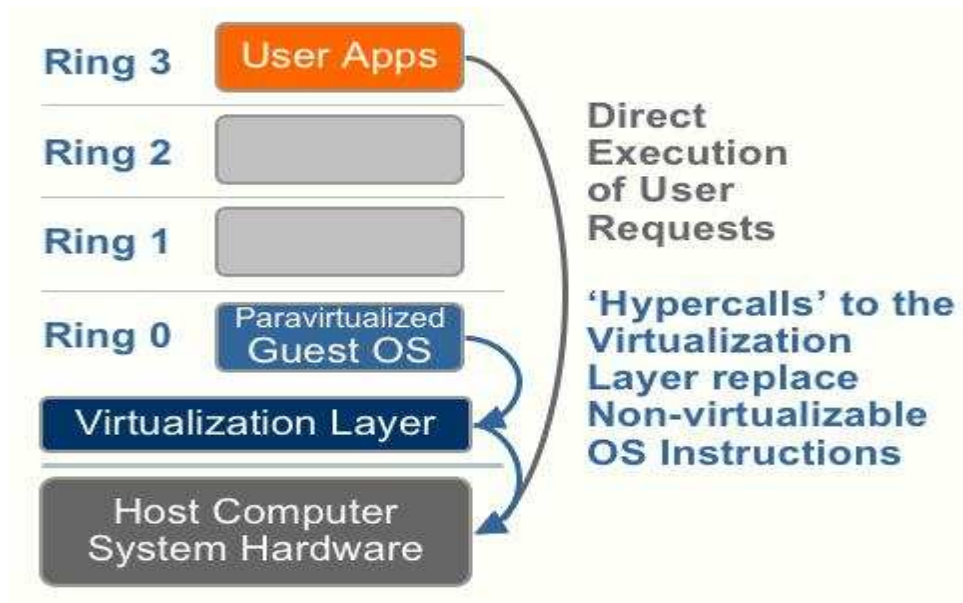 Ring 3
User Apps
Ring 2
Ring 1
Ring 0
Paravirtualized
Guest OS
Virtualization Layer
Host Computer
System Hardware
Direct
Execution
of User
Requests
‘Hypercalls’ to the
Virtualization
Layer replace
Non-virtualizable
OS Instructions